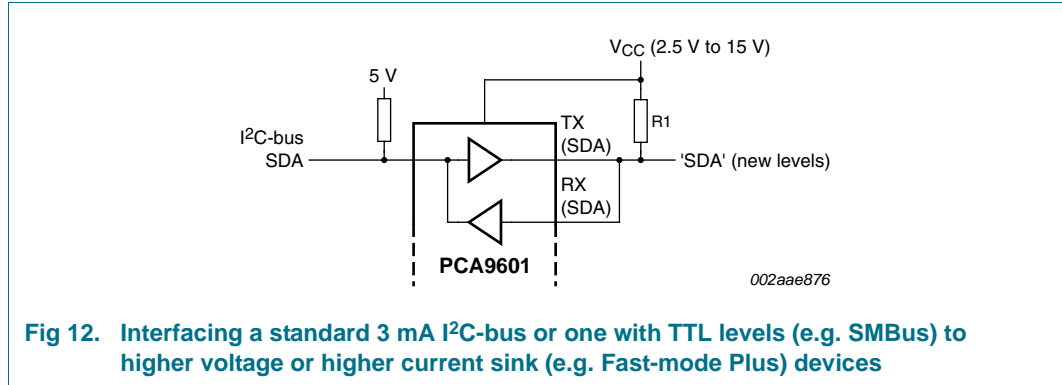 VCC (2.5 V to 15 V)
5 V
TX
(SDA)
R1
I2C-bus
SDA
'SDA' (new levels)
RX
(SDA)
PCA9601
002aae876
Fig 12. Interfacing a standard 3 mA I2C-bus or one with TTL levels (e.g. SMBus) to
higher voltage or higher current sink (e.g. Fast-mode Plus) devices